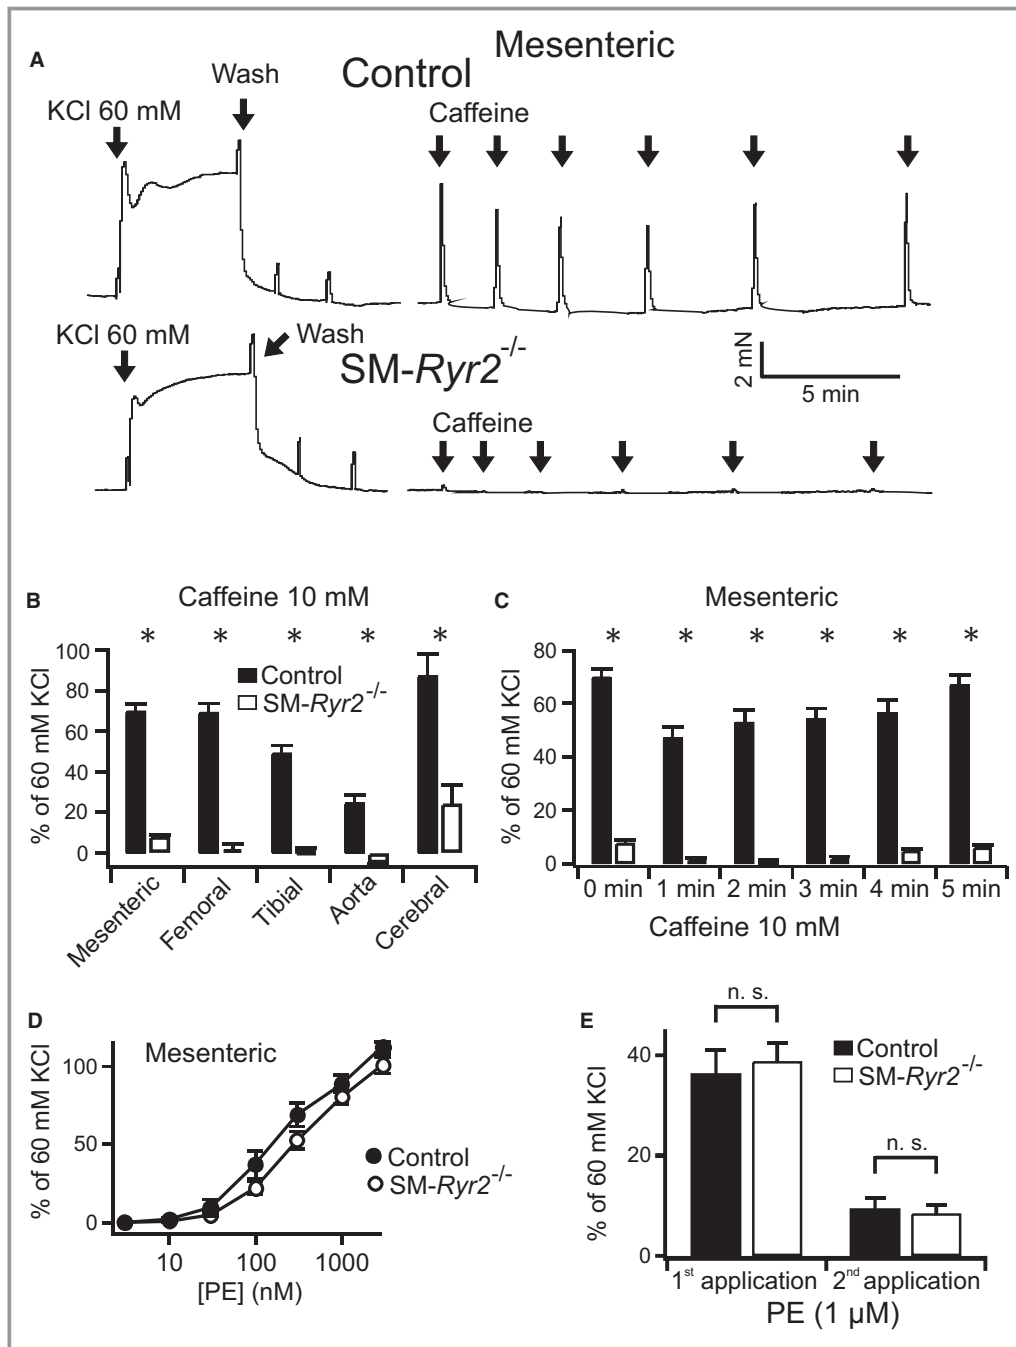 A
Mesenteric
Control
Wash
KCl 60 mM
Caffeine
KCl 60 mM
Wash
SM-Ryr2-/-
2 mN
5 min
Caffeine
B
Caffeine 10 mM
* * * * *
% of 60 mM KCl
100
80
60
40
20
0
Control
SM-Ryr2-/-
Mesenteric
Femoral
Tibial
Aorta
Cerebral
C
Mesenteric
* * * * * *
% of 60 mM KCl
80
60
40
20
0
0 min 1 min 2 min 3 min 4 min 5 min
Caffeine 10 mM
D
Mesenteric
% of 60 mM KCl
100
50
0
Control
SM-Ryr2-/-
10 100 1000
[PE] (nM)
E
n. s.
Control
SM-Ryr2-/-
n. s.
% of 60 mM KCl
40
20
0
1st application 2nd application
PE (1 µM)